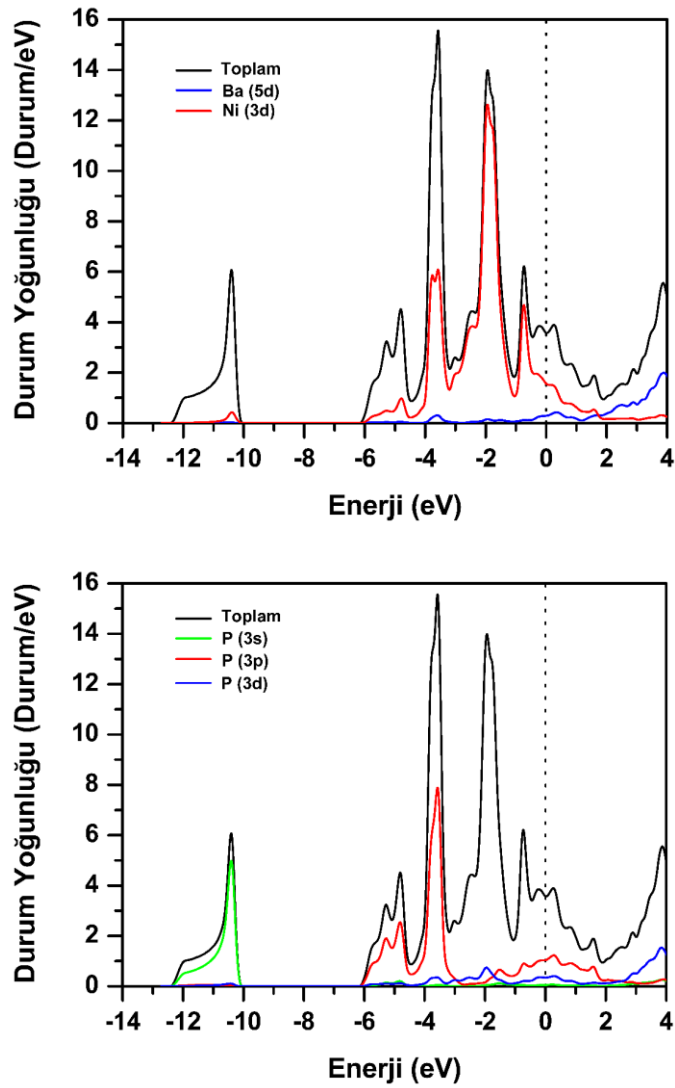 16
14
12
10
8
6
4
2
0
Toplam
Ba (5d)
Ni (3d)
Durum Yoğunluğu (Durum/eV)
-14 -12 -10 -8 -6 -4 -2 0 2 4
Enerji (eV)
16
14
12
10
8
6
4
2
0
Toplam
P (3s)
P (3p)
P (3d)
Durum Yoğunluğu (Durum/eV)
-14 -12 -10 -8 -6 -4 -2 0 2 4
Enerji (eV)